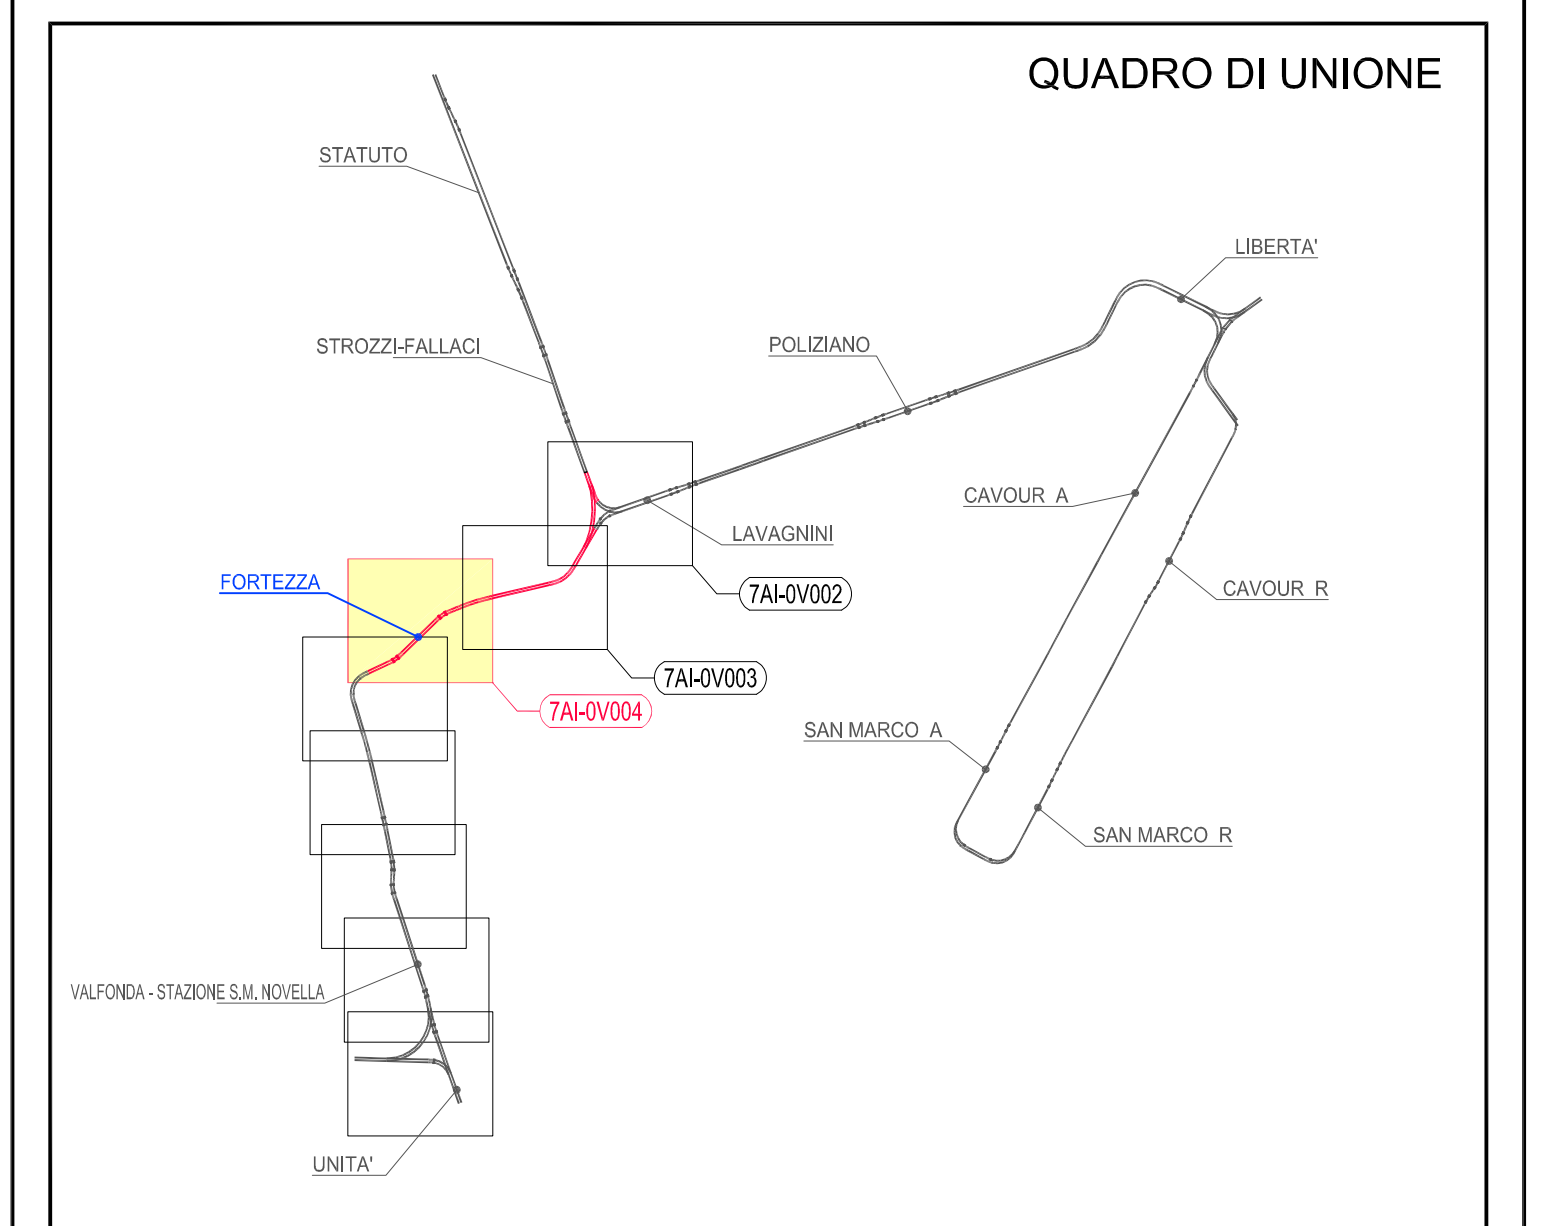 QUADRO DI UNIONE
STATUTO
LIBERTA'
STROZZI-FALLACI
POLIZIANO
CAVOUR A
LAVAGNINI
FORTEZZA
CAVOUR R
7AI-0V002
7AI-0V003
7AI-0V004
SAN MARCO A
SAN MARCO R
VALFONDA - STAZIONE S.M. NOVELLA
UNITA'